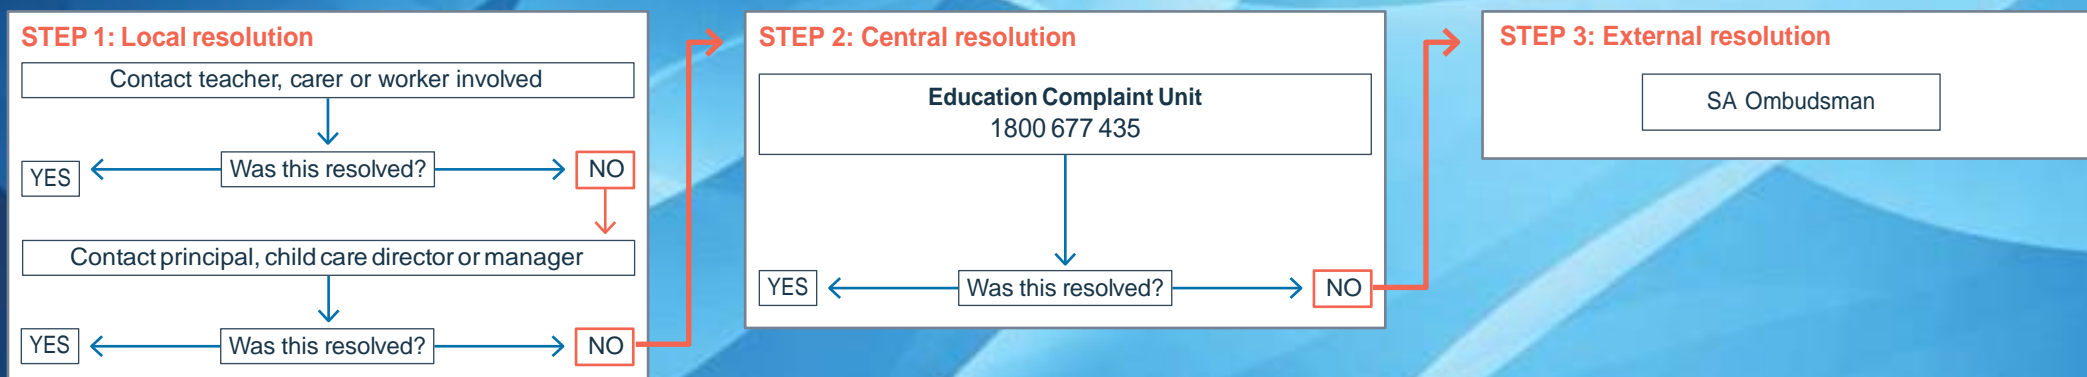 STEP 1: Local resolution
Contact teacher, carer or worker involved
Was this resolved?
YES
NO
Contact principal, child care director or manager
Was this resolved?
YES
NO
STEP 2: Central resolution
Education Complaint Unit
1800 677 435
Was this resolved?
YES
NO
STEP 3: External resolution
SA Ombudsman